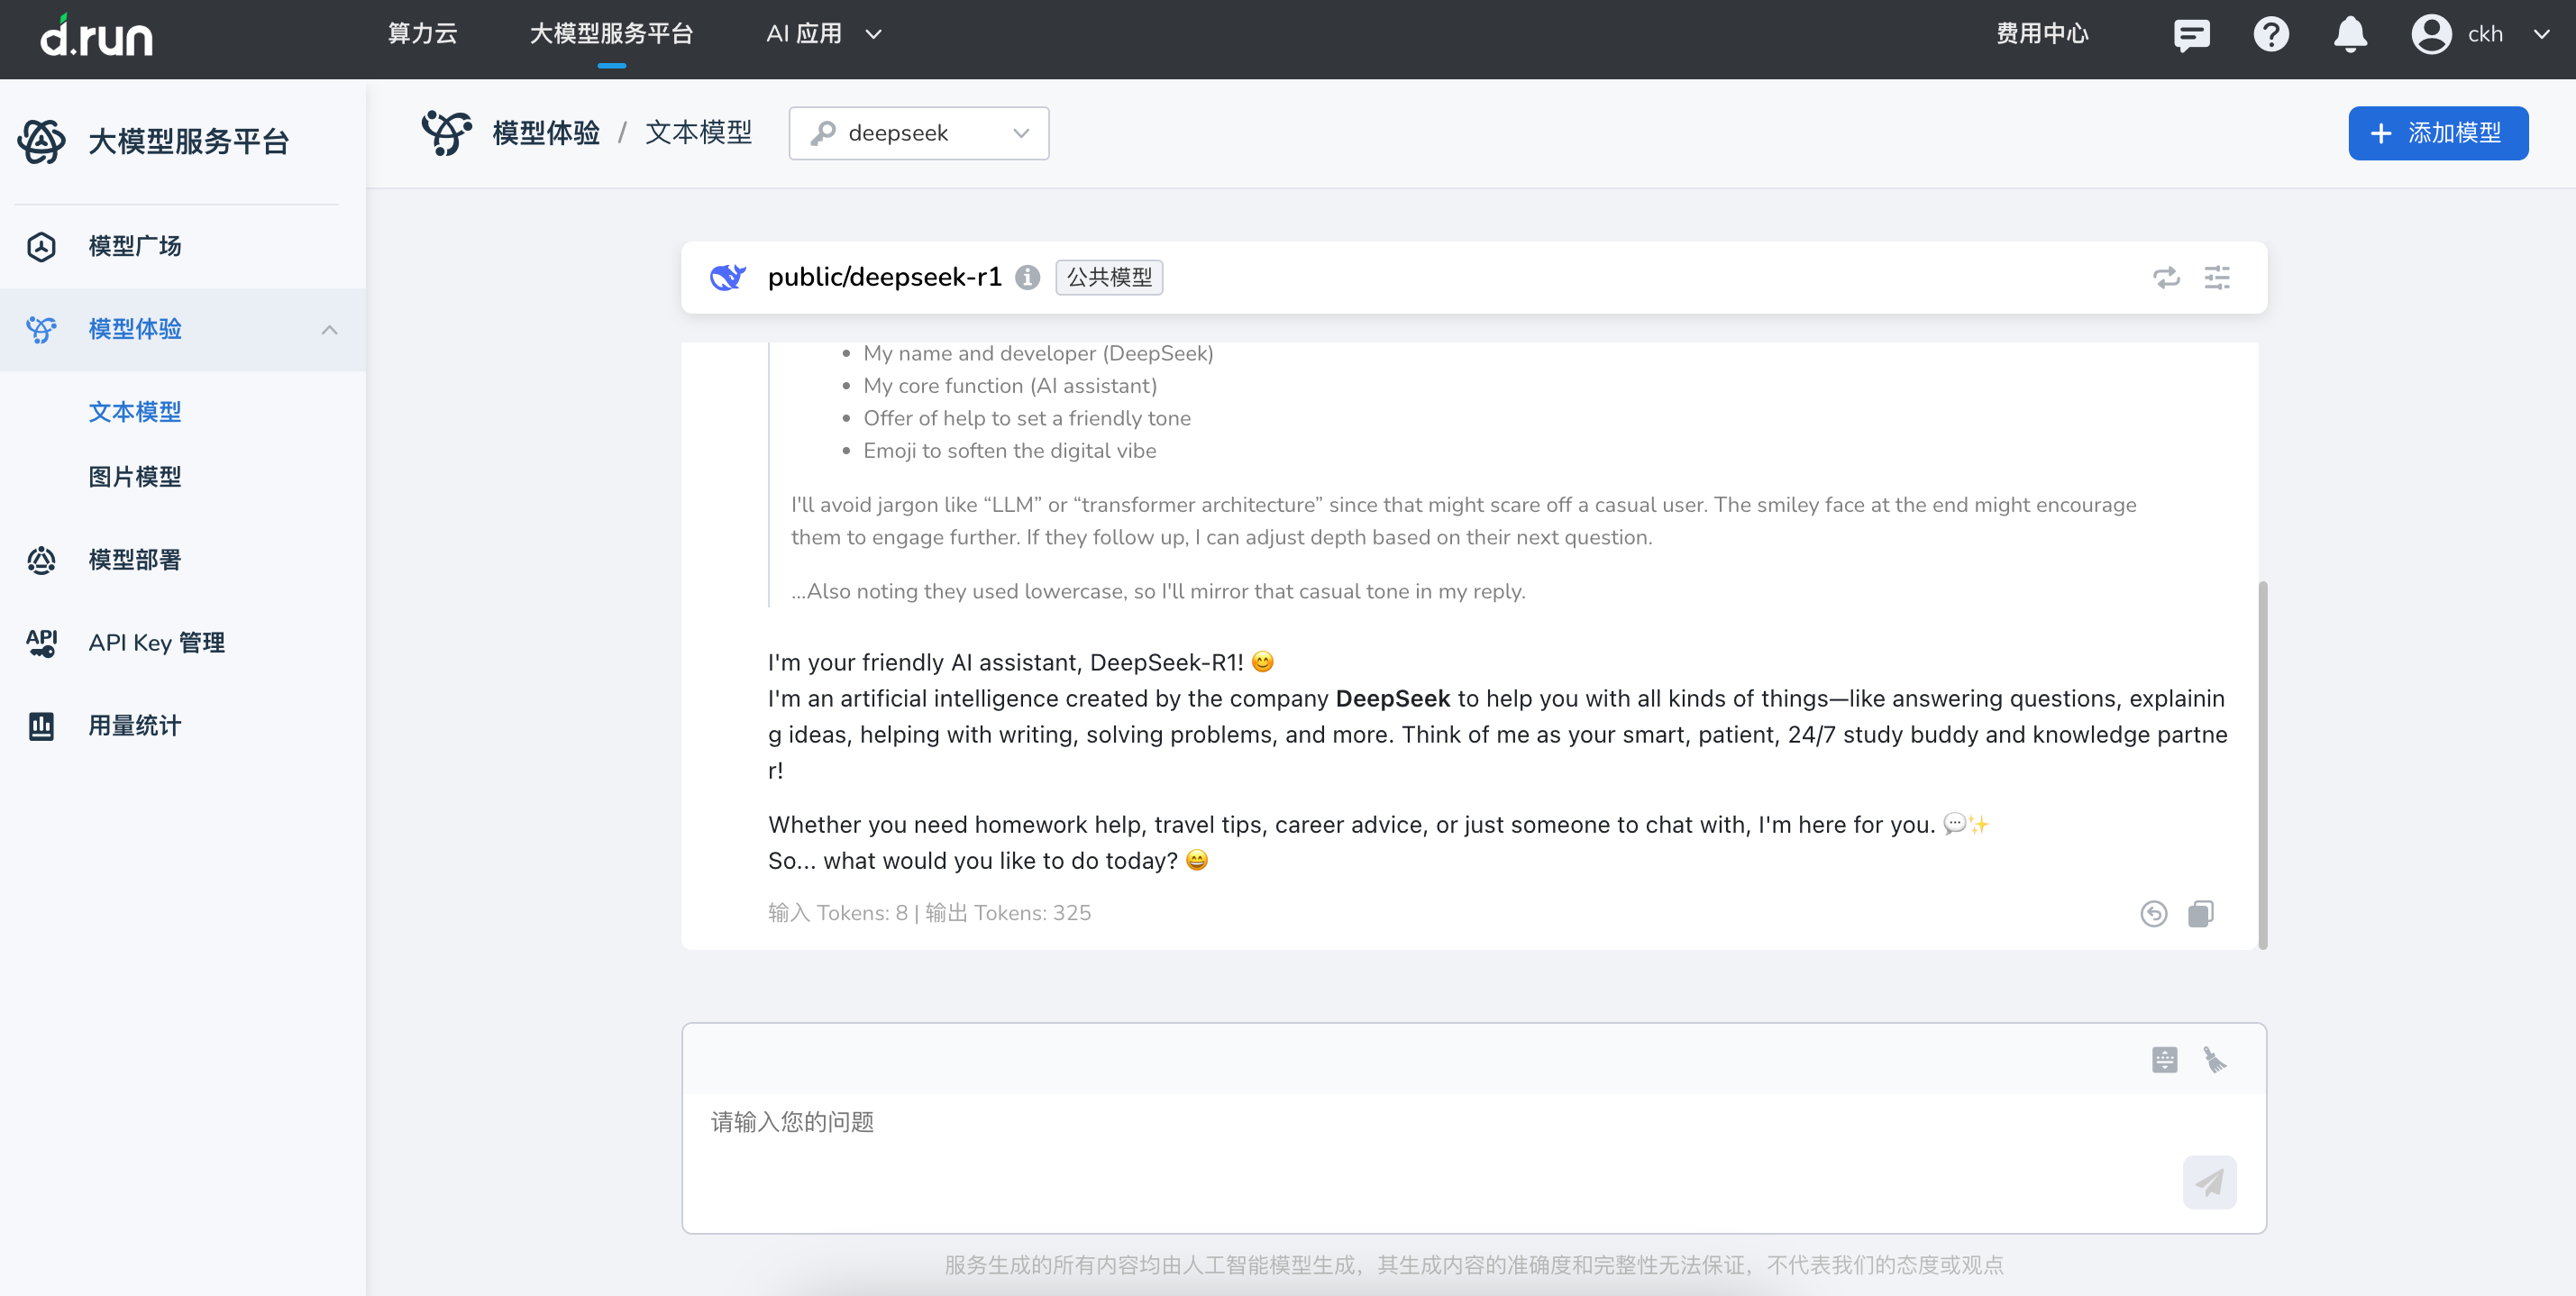 d.run
算力云
大模型服务平台
AI 应用
费用中心
ckh
大模型服务平台
模型广场
模型体验
文本模型
图片模型
模型部署
API
API Key 管理
用量统计
模型体验 / 文本模型
deepseek
添加模型
public/deepseek-r1
公共模型
• My name and developer (DeepSeek)
• My core function (AI assistant)
• Offer of help to set a friendly tone
• Emoji to soften the digital vibe
I'll avoid jargon like “LLM” or “transformer architecture” since that might scare off a casual user. The smiley face at the end might encourage
them to engage further. If they follow up, I can adjust depth based on their next question.
...Also noting they used lowercase, so I'll mirror that casual tone in my reply.
I'm your friendly AI assistant, DeepSeek-R1! 😊
I'm an artificial intelligence created by the company DeepSeek to help you with all kinds of things—like answering questions, explainin
g ideas, helping with writing, solving problems, and more. Think of me as your smart, patient, 24/7 study buddy and knowledge partne
r!
Whether you need homework help, travel tips, career advice, or just someone to chat with, I'm here for you. 💬✨
So... what would you like to do today? 😄
输入 Tokens: 8 | 输出 Tokens: 325
请输入您的问题
服务生成的所有内容均由人工智能模型生成，其生成内容的准确度和完整性无法保证，不代表我们的态度或观点